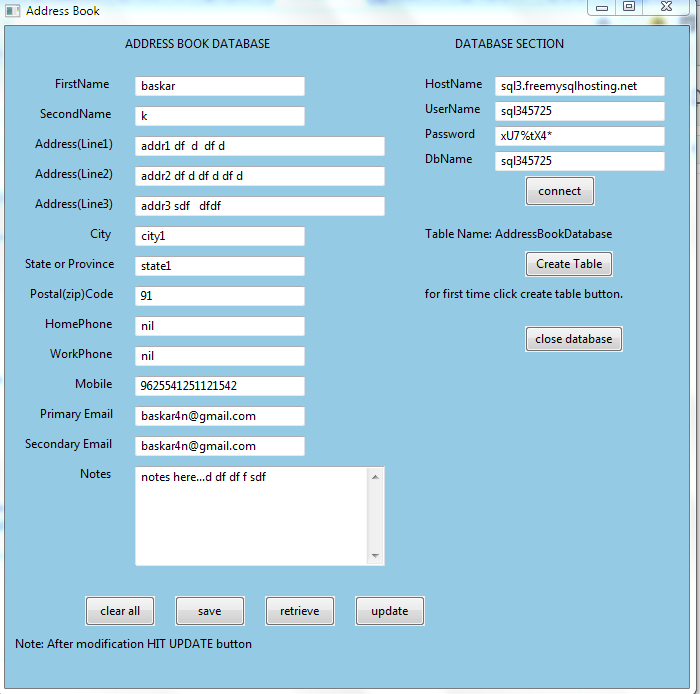 Address Book
ADDRESS BOOK DATABASE
FirstName baskar
SecondName k
Address(Line1) addr1 df  d  df d
Address(Line2) addr2 df d df d df d
Address(Line3) addr3 sdf   dfdf
City city1
State or Province state1
Postal(zip)Code 91
HomePhone nil
WorkPhone nil
Mobile 9625541251121542
Primary Email baskar4n@gmail.com
Secondary Email baskar4n@gmail.com
Notes notes here...d df df f sdf
clear all save retrieve update
Note: After modification HIT UPDATE button
DATABASE SECTION
HostName sql3.freemysqlhosting.net
UserName sql345725
Password xU7%tX4*
DbName sql345725
connect
Table Name: AddressBookDatabase
Create Table
for first time click create table button.
close database